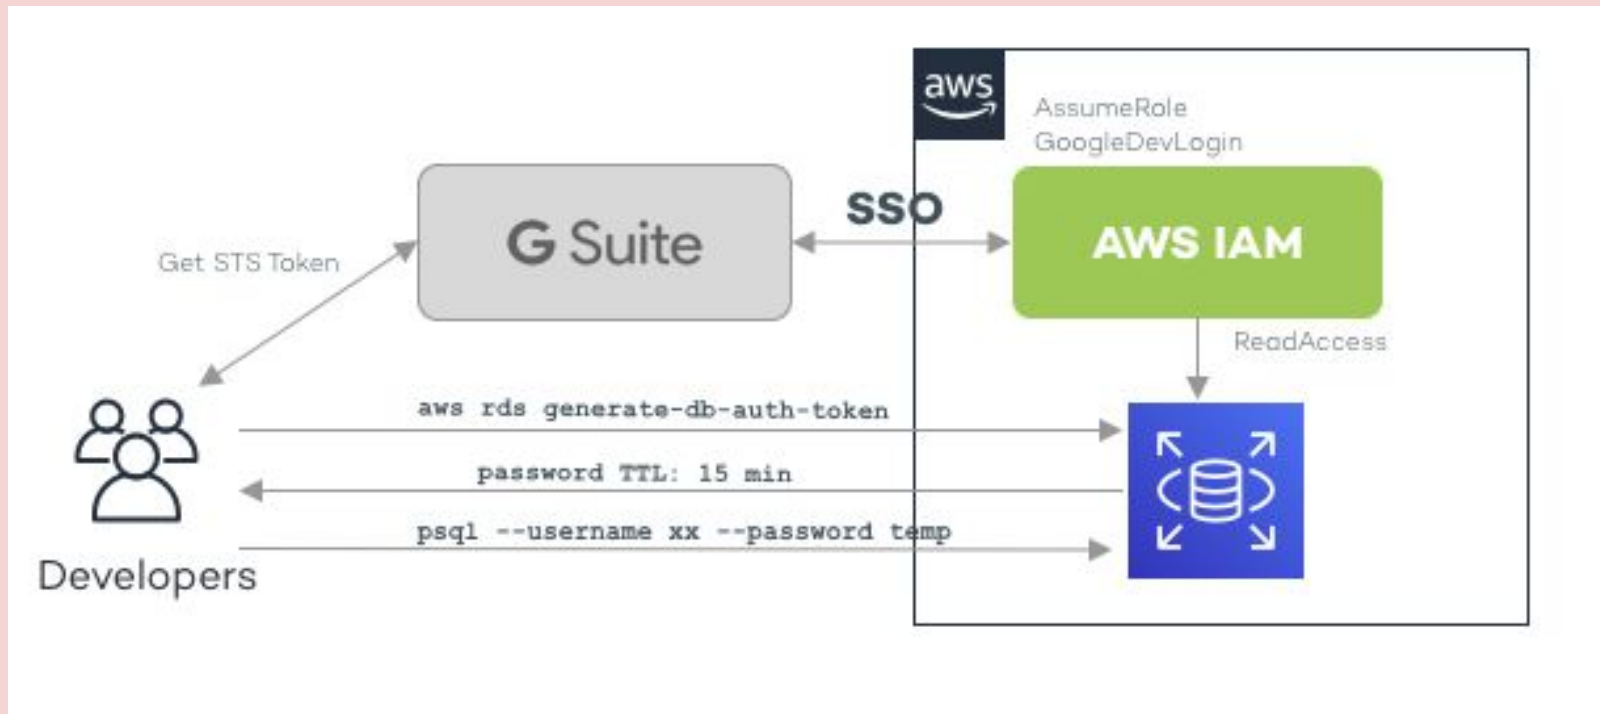 aws
AssumeRole
GoogleDevLogin
G Suite
SSO
AWS IAM
Get STS Token
ReadAccess
aws rds generate-db-auth-token
password TTL: 15 min
psql --username xx --password temp
Developers